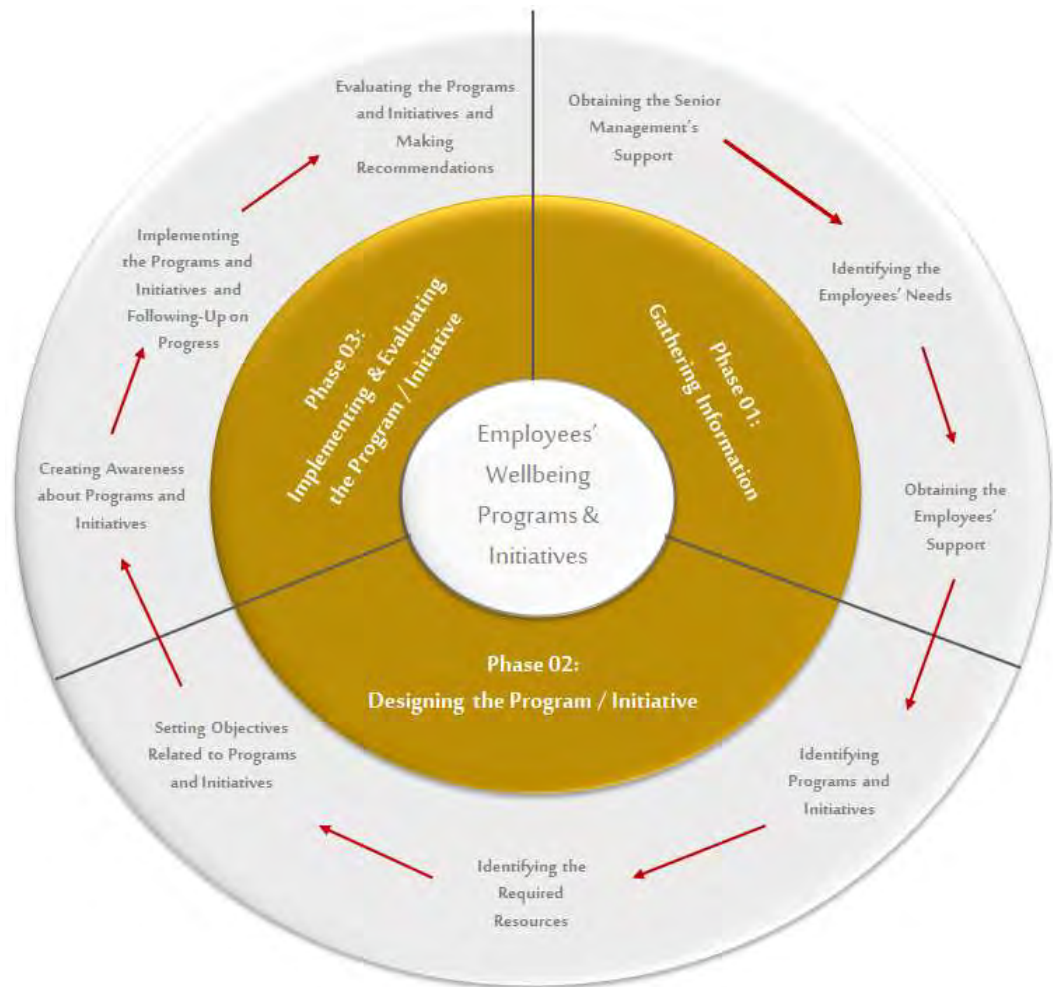 Employees'
Wellbeing
Programs &
Initiatives
Phase 01:
Gathering Information
Obtaining the Senior
Management's
Support
Identifying the
Employees' Needs
Obtaining the
Employees'
Support
Phase 02:
Designing the Program / Initiative
Identifying
Programs and
Initiatives
Identifying the
Required
Resources
Setting Objectives
Related to Programs
and Initiatives
Phase 03:
Implementing & Evaluating
the Program / Initiative
Creating Awareness
about Programs and
Initiatives
Implementing
the Programs and
Initiatives and
Following-Up on
Progress
Evaluating the Programs
and Initiatives and
Making
Recommendations